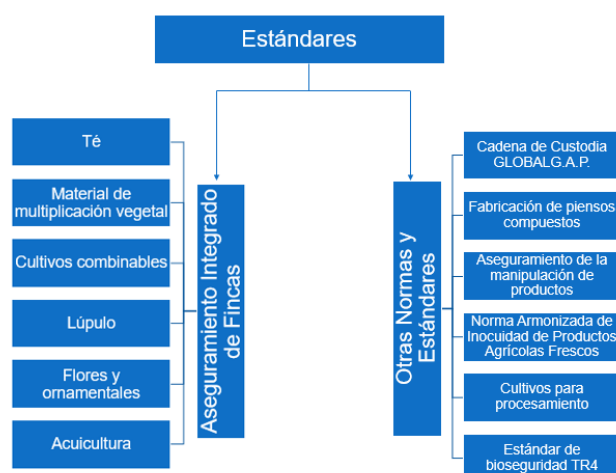 Estándares
Té
Material de
multiplicación vegetal
Cultivos combinables
Lúpulo
Flores y
ornamentales
Acuicultura
Aseguramiento Integrado
de Fincas
Otras Normas y
Estándares
Cadena de Custodia
GLOBALG.A.P.
Fabricación de piensos
compuestos
Aseguramiento de la
manipulación de
productos
Norma Armonizada de
Inocuidad de Productos
Agrícolas Frescos
Cultivos para
procesamiento
Estándar de
bioseguridad TR4